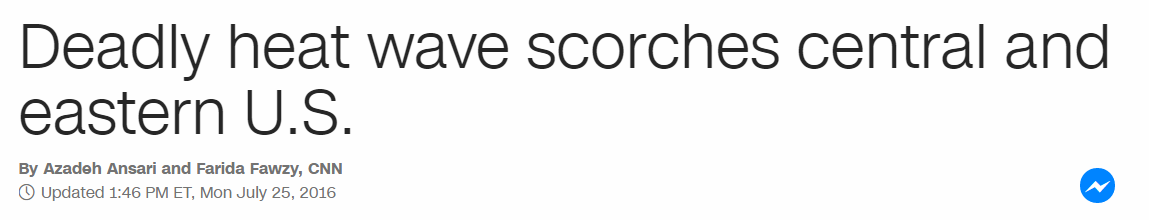 Deadly heat wave scorches central and
eastern U.S.
By Azadeh Ansari and Farida Fawzy, CNN
Updated 1:46 PM ET, Mon July 25, 2016